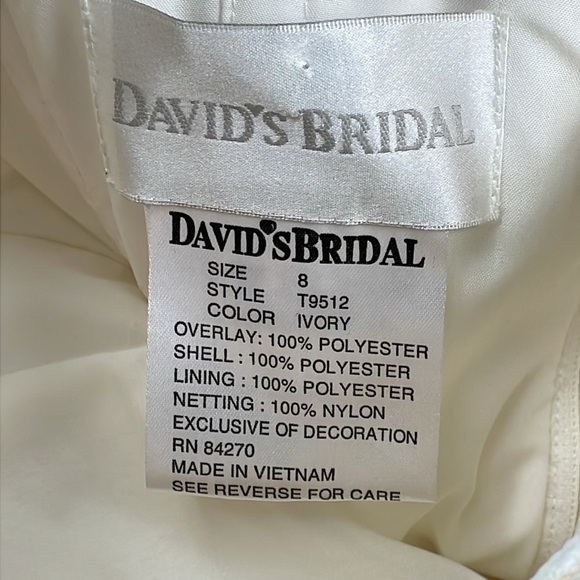 DAVID'S BRIDAL
DAVID'S BRIDAL
SIZE 8
STYLE T9512
COLOR IVORY
OVERLAY: 100% POLYESTER
SHELL : 100% POLYESTER
LINING : 100% POLYESTER
NETTING : 100% NYLON
EXCLUSIVE OF DECORATION
RN 84270
MADE IN VIETNAM
SEE REVERSE FOR CARE